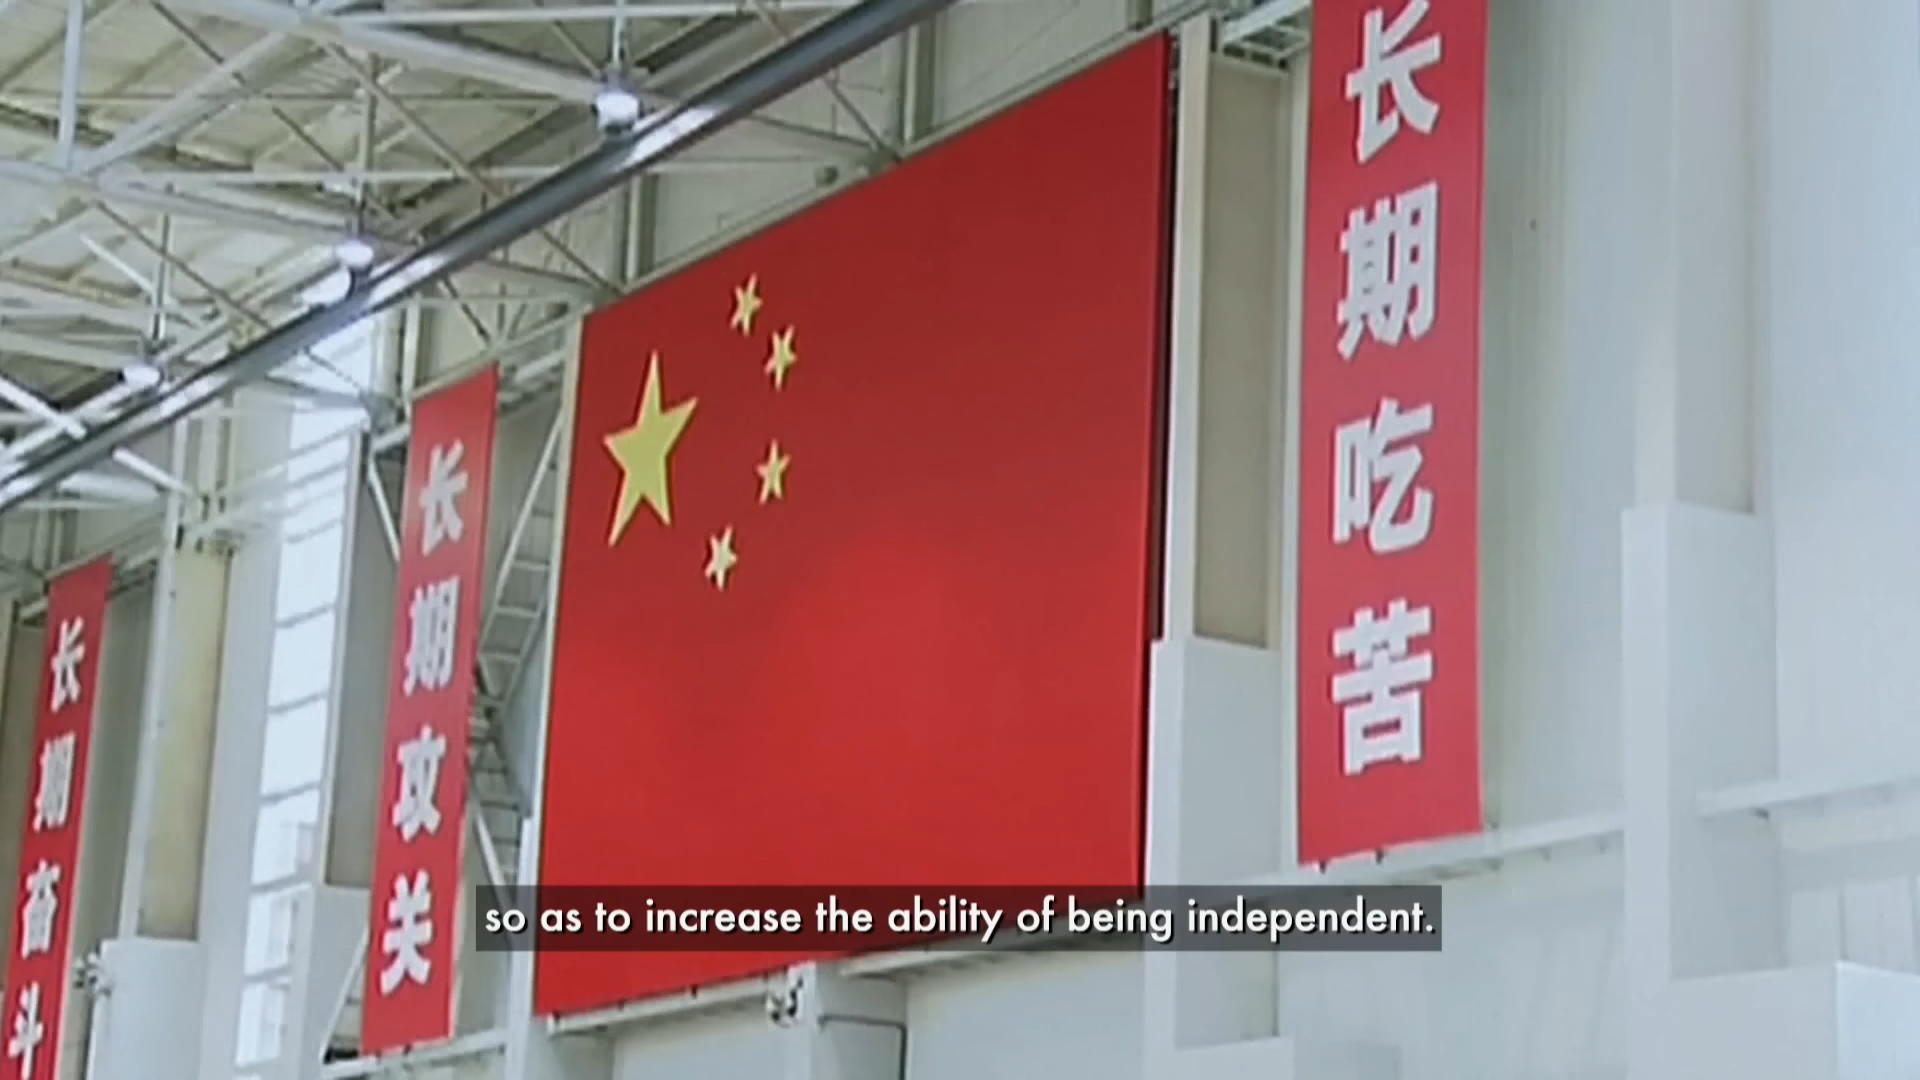 长期奋斗
长期攻关
长期吃苦
so as to increase the ability of being independent.